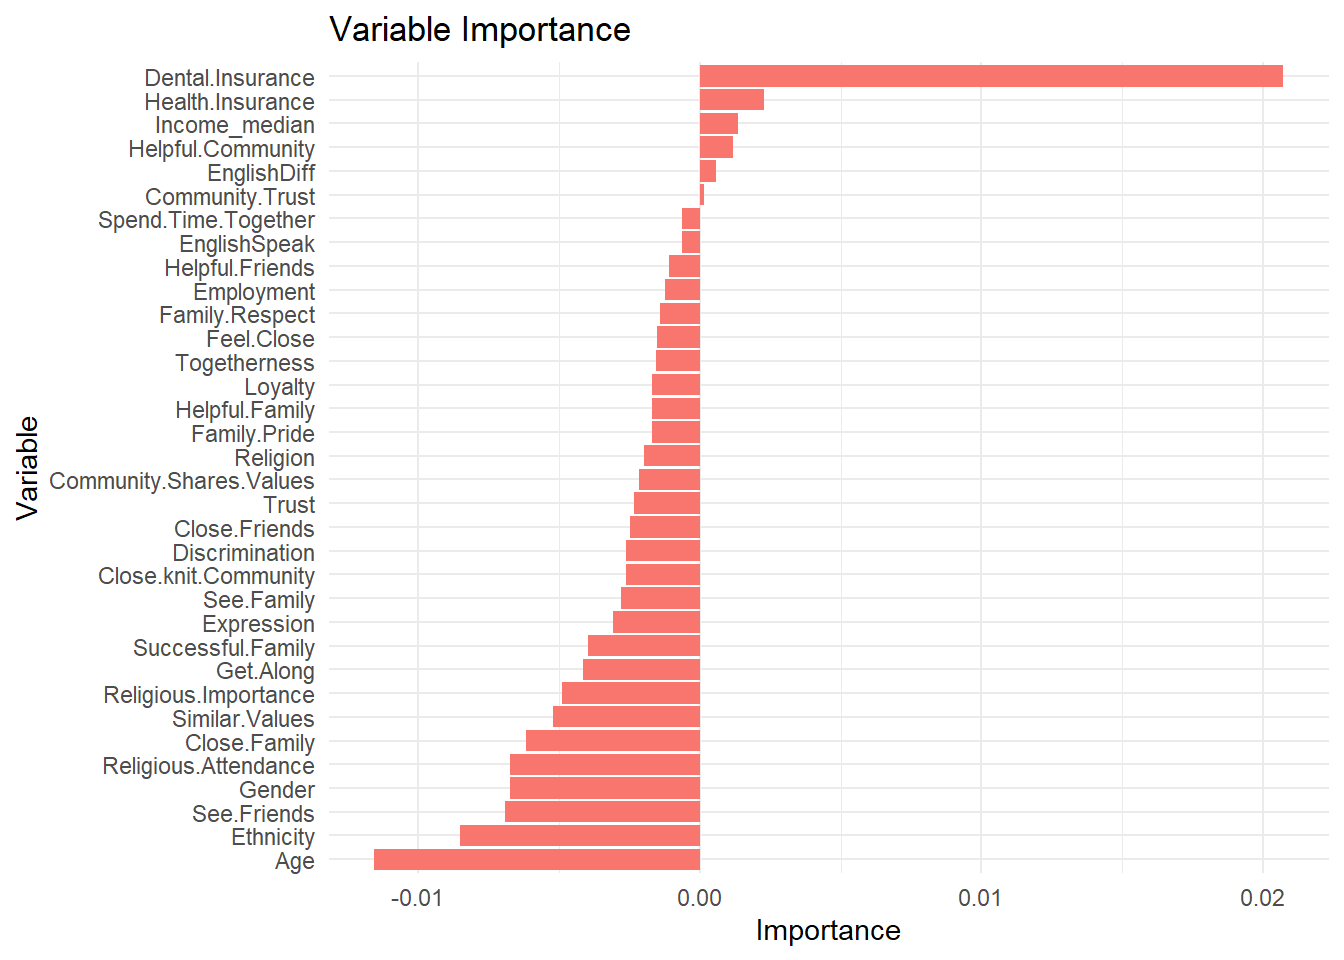 Variable Importance
Dental.Insurance
Health.Insurance
Income_median
Helpful.Community
EnglishDiff
Community.Trust
Spend.Time.Together
EnglishSpeak
Helpful.Friends
Employment
Family.Respect
Feel.Close
Togetherness
Loyalty
Helpful.Family
Family.Pride
Religion
Community.Shares.Values
Trust
Close.Friends
Discrimination
Close.knit.Community
See.Family
Expression
Successful.Family
Get.Along
Religious.Importance
Similar.Values
Close.Family
Religious.Attendance
Gender
See.Friends
Ethnicity
Age
Variable
-0.01 0.00 0.01 0.02
Importance